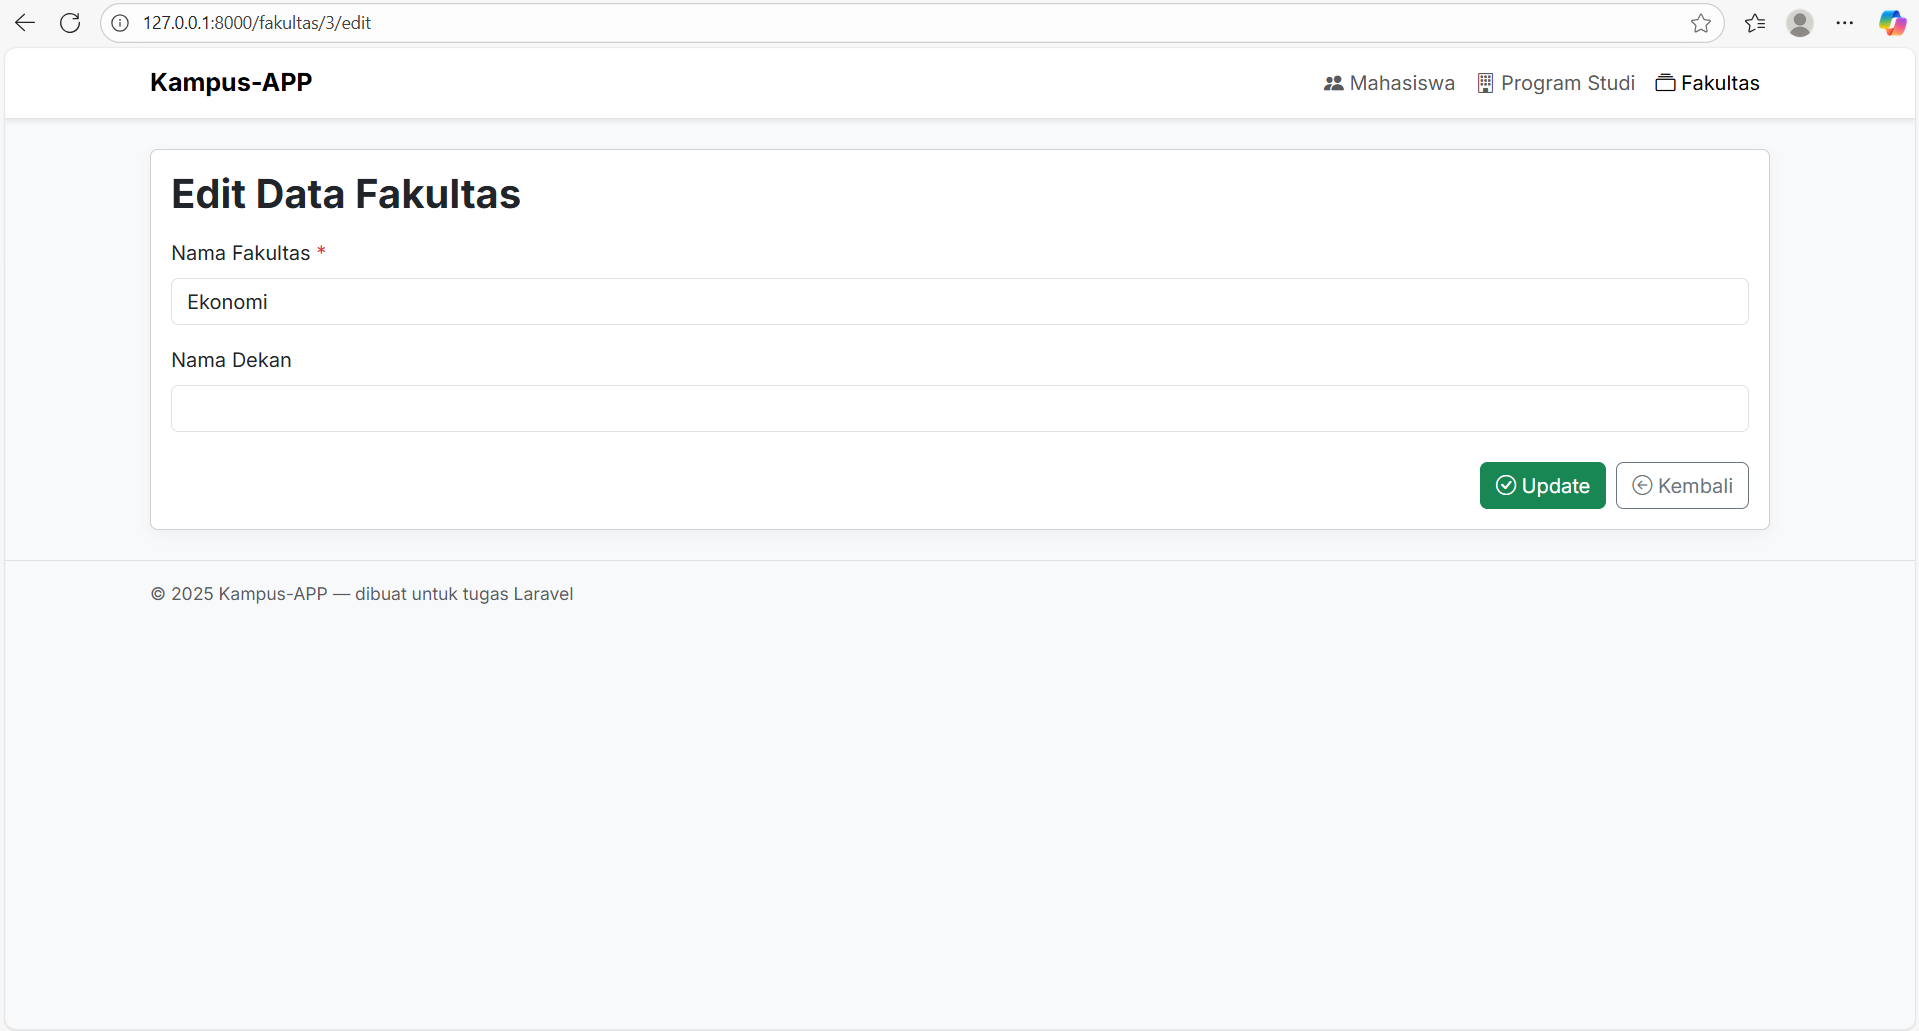 127.0.0.1:8000/fakultas/3/edit
Kampus-APP
Mahasiswa
Program Studi
Fakultas
Edit Data Fakultas
Nama Fakultas *
Ekonomi
Nama Dekan
Update
Kembali
© 2025 Kampus-APP — dibuat untuk tugas Laravel